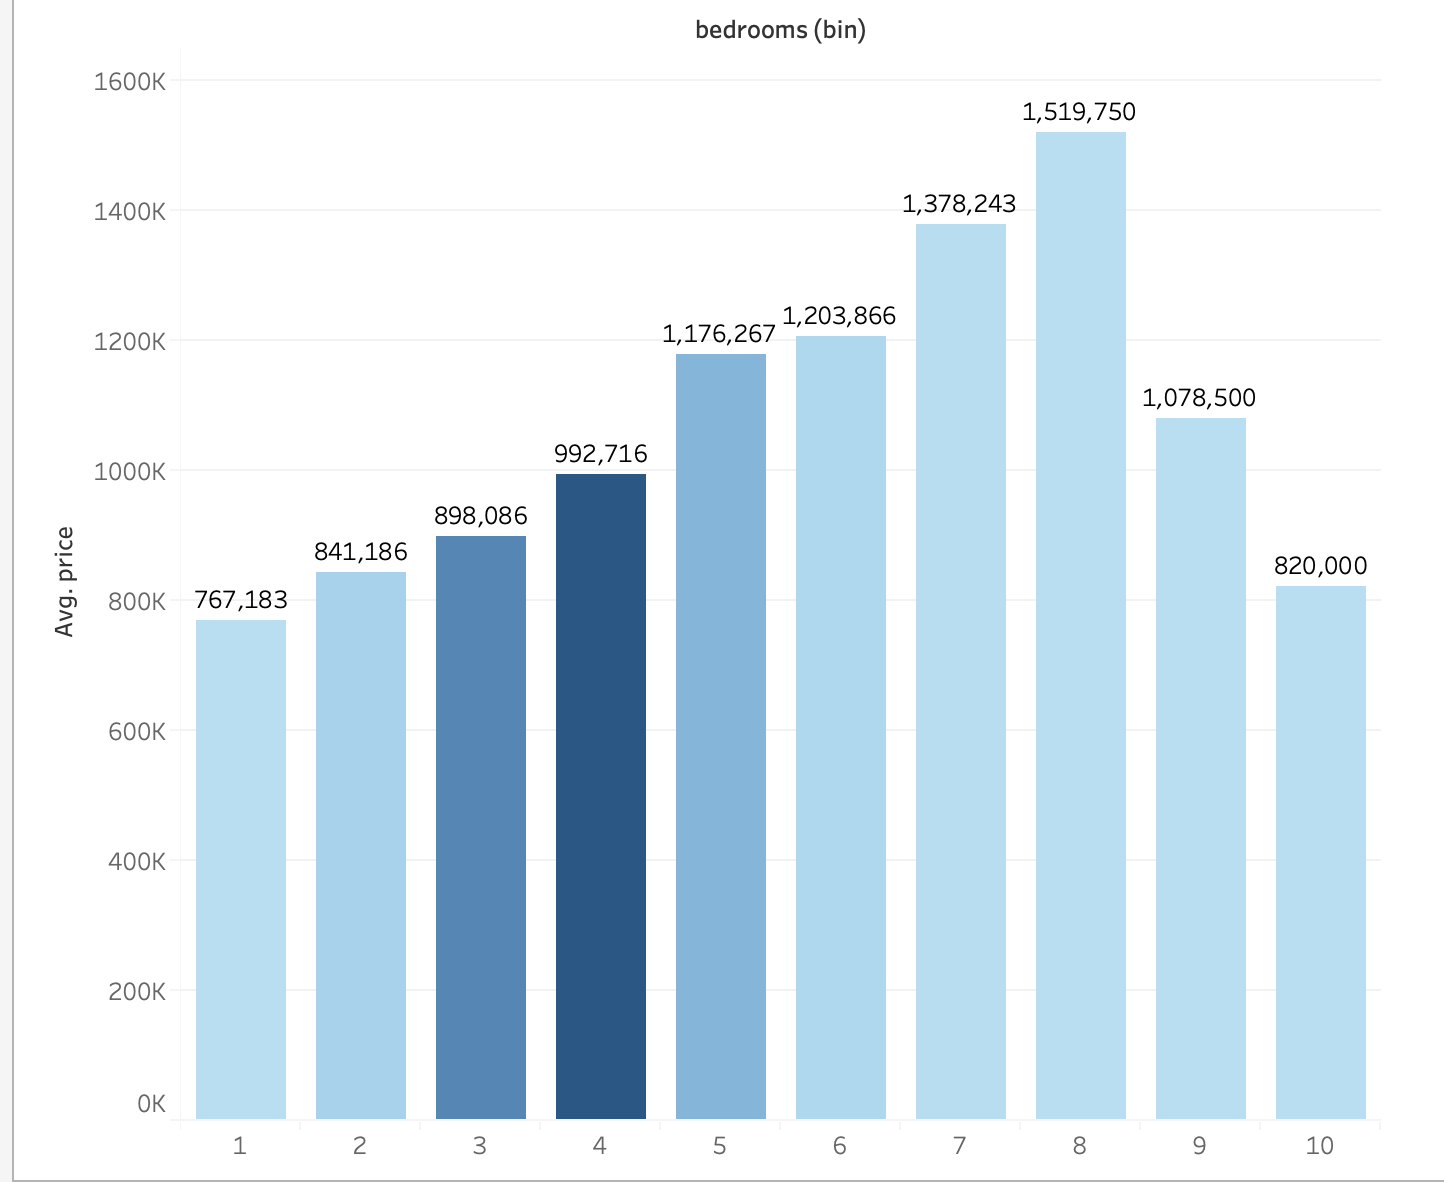 bedrooms (bin)
1600K
1400K
1200K
1000K
800K
600K
400K
200K
0K
Avg. price
767,183
841,186
898,086
992,716
1,176,267
1,203,866
1,378,243
1,519,750
1,078,500
820,000
1 2 3 4 5 6 7 8 9 10